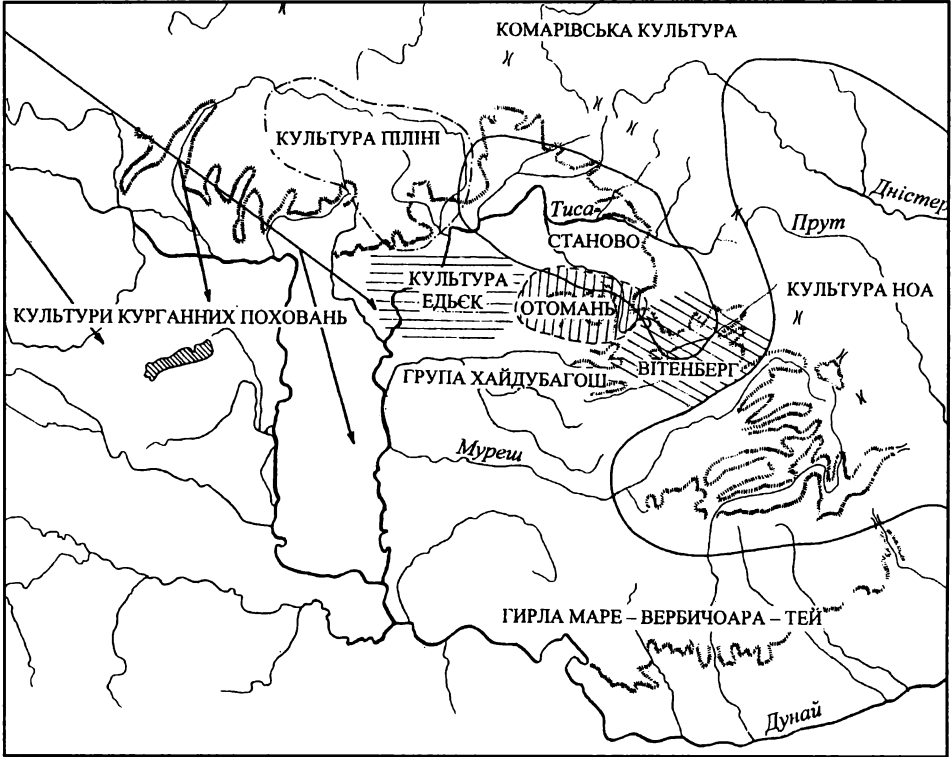 КОМАРІВСЬКА КУЛЬТУРА
КУЛЬТУРА ПІЛІНІ
Дністер
Тиса
Прут
СТАНОВО
КУЛЬТУРА
ЕДЬЄК
ОТОМАНЬ
КУЛЬТУРА НОА
КУЛЬТУРИ КУРГАННИХ ПОХОВАНЬ
ГРУПА ХАЙДУБАГОШ
ВІТЕНБЕРГ
Муреш
ГИРЛА МАРЕ – ВЕРБИЧОАРА – ТЕЙ
Дунай